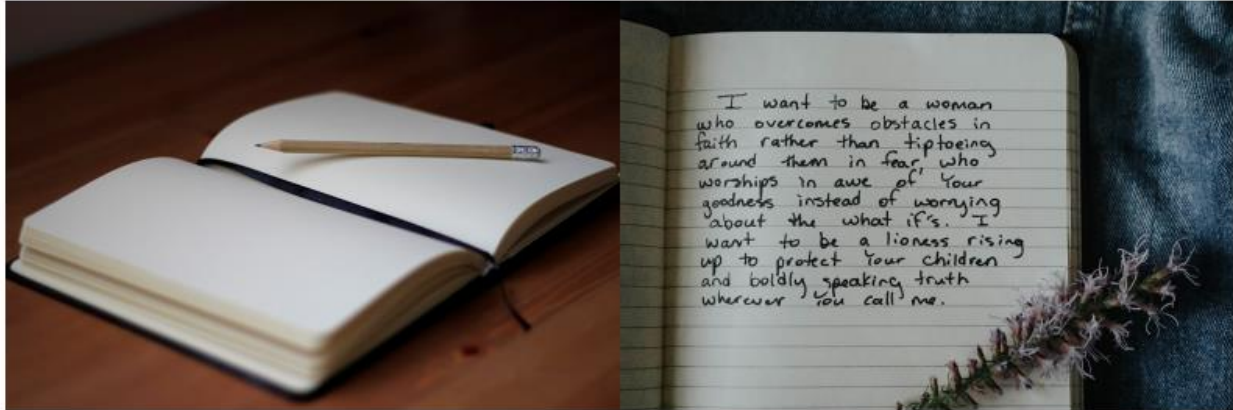 I want to be a woman
who overcomes obstacles in
faith rather than tiptoeing
around them in fear, who
worships in awe of Your
goodness instead of worrying
about the what if's. I
want to be a lioness rising
up to protect Your children
and boldly speaking truth
wherever You call me.